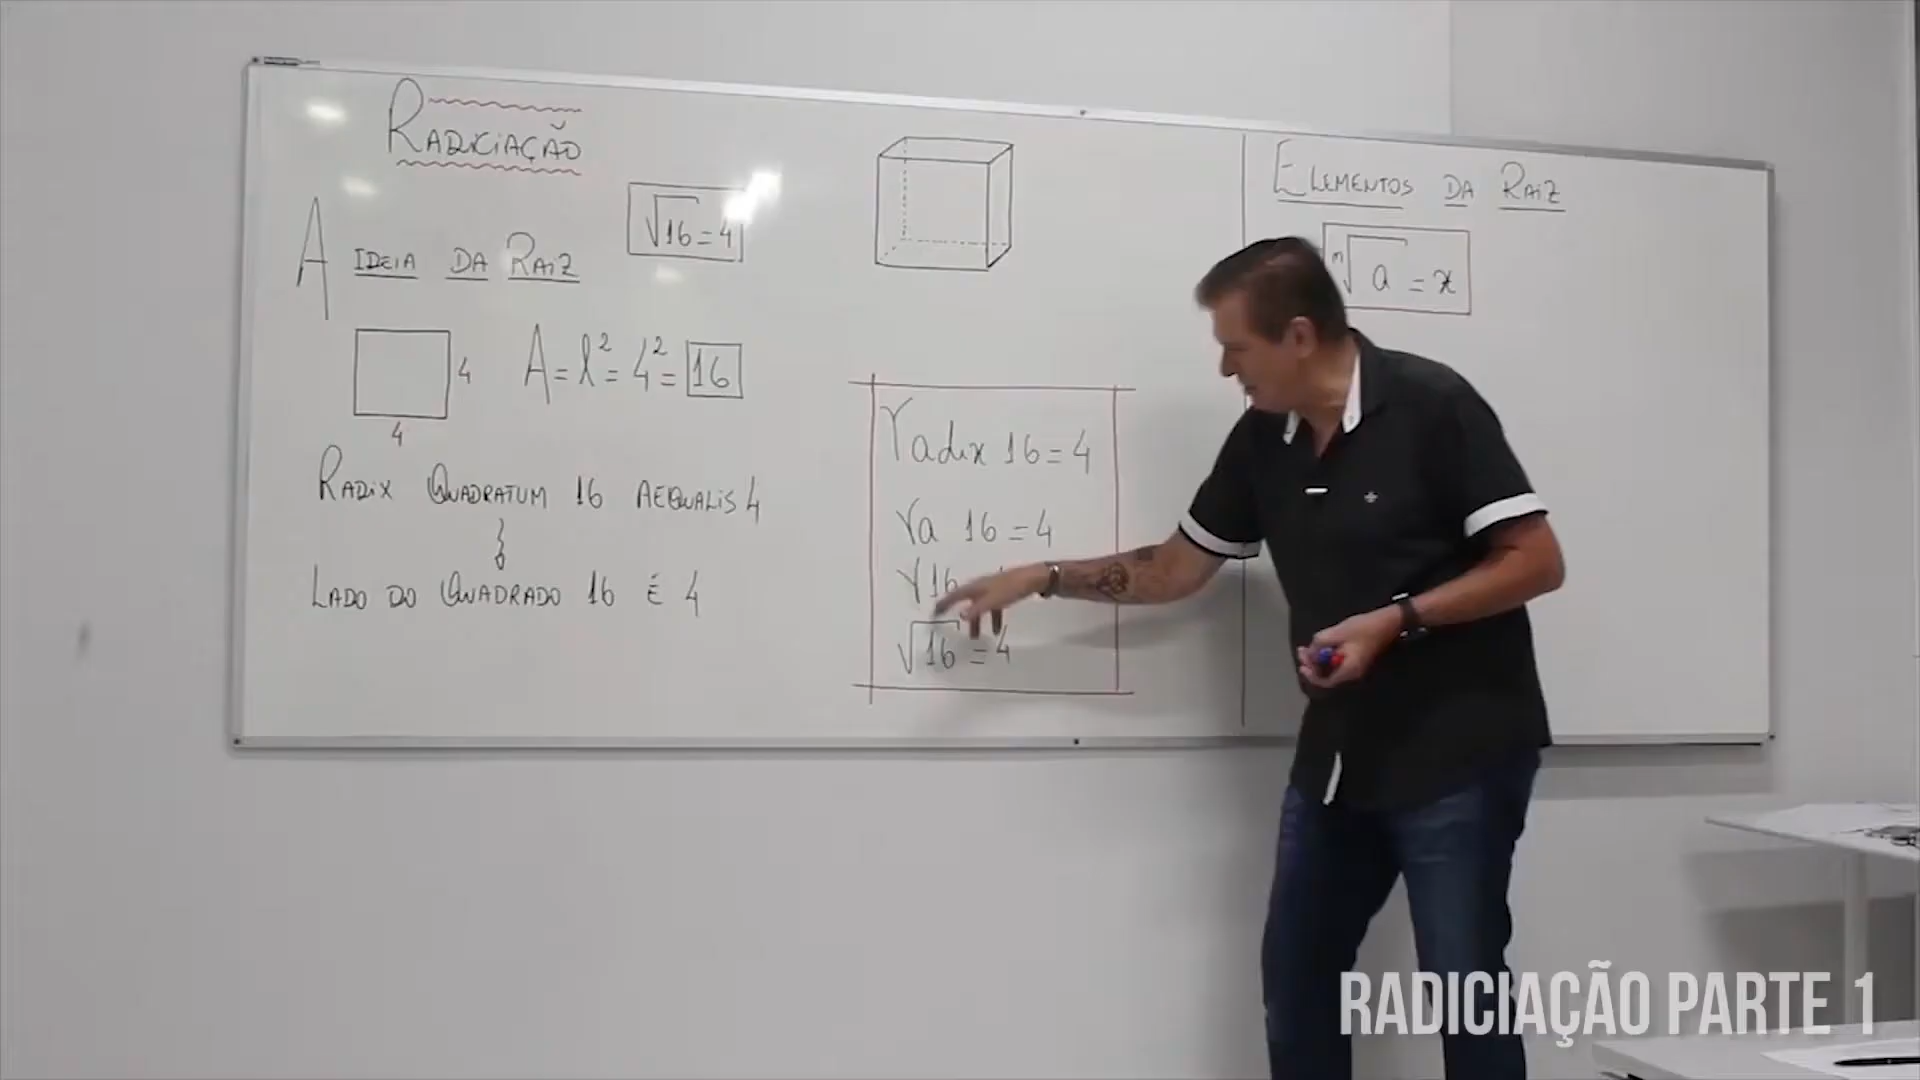 RADICIAÇÃO
√16 = 4
A IDEIA DA RAIZ
4
4
A = l² = 4² = 16
RADIX QUADRATUM 16 AEQUALIS 4
LADO DO QUADRADO 16 É 4
radix 16 = 4
ra 16 = 4
r 16
√16 = 4
ELEMENTOS DA RAIZ
ⁿ√a = x
RADICIAÇÃO PARTE 1